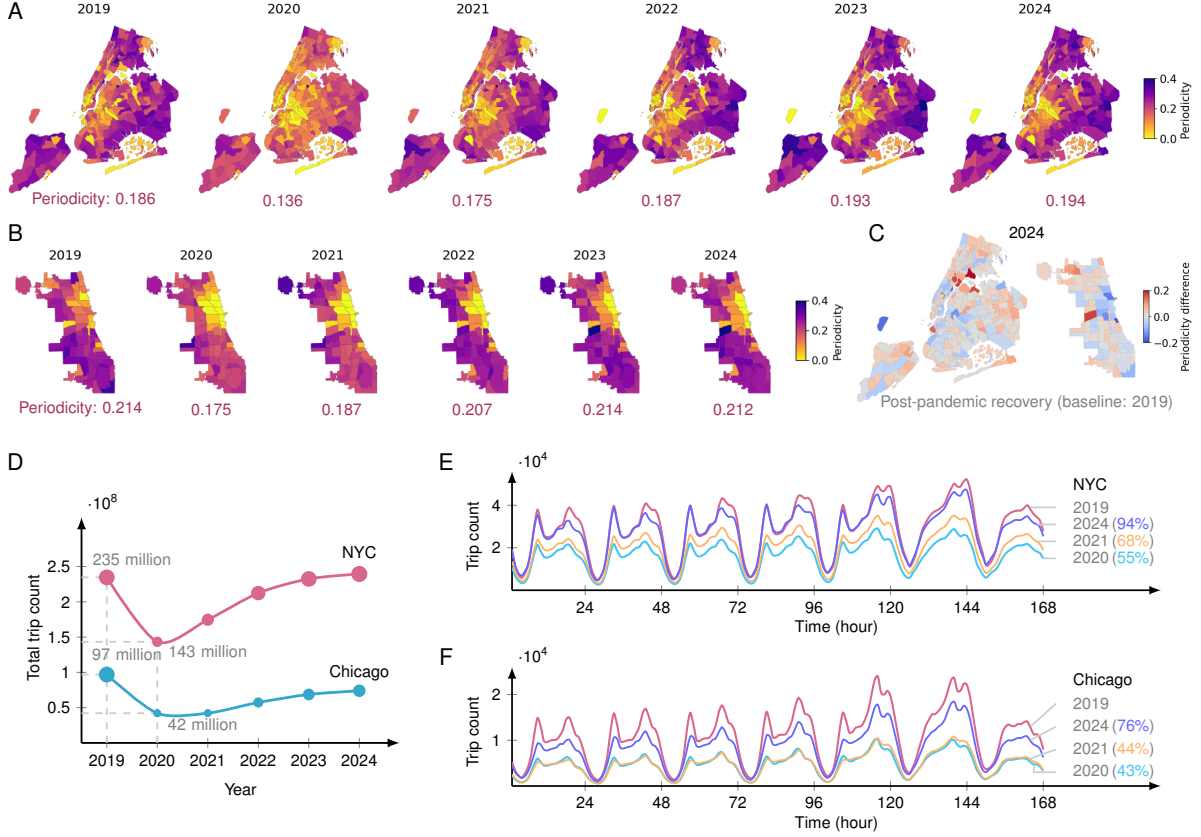 A
2019 2020 2021 2022 2023 2024
0.4
0.2
0.0
Periodicity
Periodicity: 0.186 0.136 0.175 0.187 0.193 0.194
B
2019 2020 2021 2022 2023 2024
0.4
0.2
0.0
Periodicity
Periodicity: 0.214 0.175 0.187 0.207 0.214 0.212
C
2024
0.2
0.0
−0.2
Periodicity difference
Post-pandemic recovery (baseline: 2019)
D
·10⁸
2.5
2
1.5
1
0.5
Total trip count
235 million
NYC
143 million
97 million
Chicago
42 million
2019 2020 2021 2022 2023 2024
Year
E
·10⁴
4
2
Trip count
NYC
2019
2024 (94%)
2021 (68%)
2020 (55%)
24 48 72 96 120 144 168
Time (hour)
F
·10⁴
2
1
Trip count
Chicago
2019
2024 (76%)
2021 (44%)
2020 (43%)
24 48 72 96 120 144 168
Time (hour)